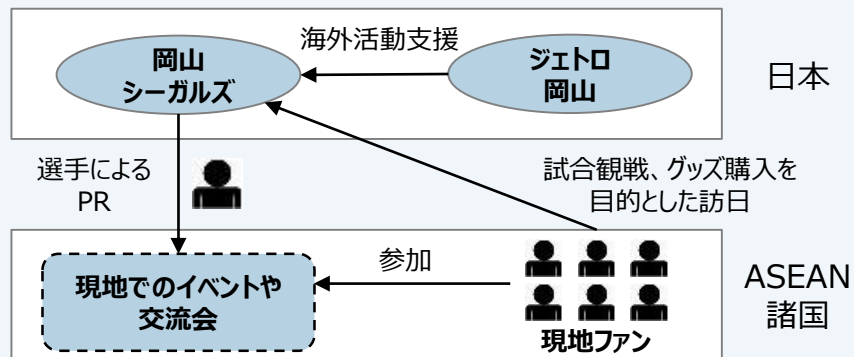 海外活動支援
岡山
シーガルズ
ジェトロ
岡山
日本
選手による
PR
試合観戦、グッズ購入を
目的とした訪日
現地でのイベントや
交流会
参加
現地ファン
ASEAN
諸国